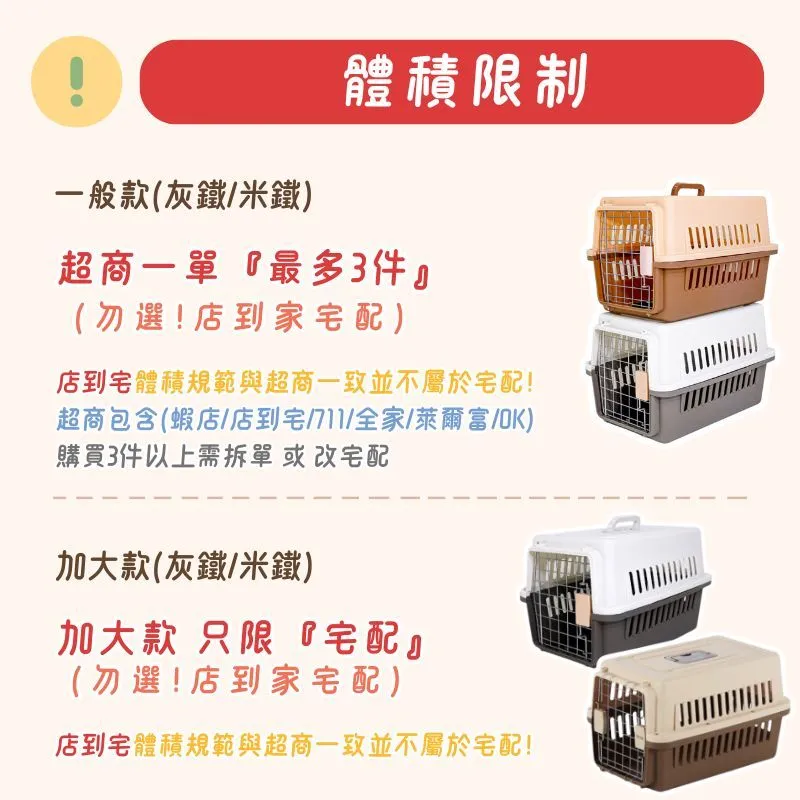 !
體積限制
一般款(灰鐵/米鐵)
超商一單『最多3件』
(勿選!店到家宅配)
店到宅體積規範與超商一致並不屬於宅配!
超商包含(蝦店/店到宅/711/全家/萊爾富/OK)
購買3件以上需拆單 或 改宅配
加大款(灰鐵/米鐵)
加大款 只限『宅配』
(勿選!店到家宅配)
店到宅體積規範與超商一致並不屬於宅配!